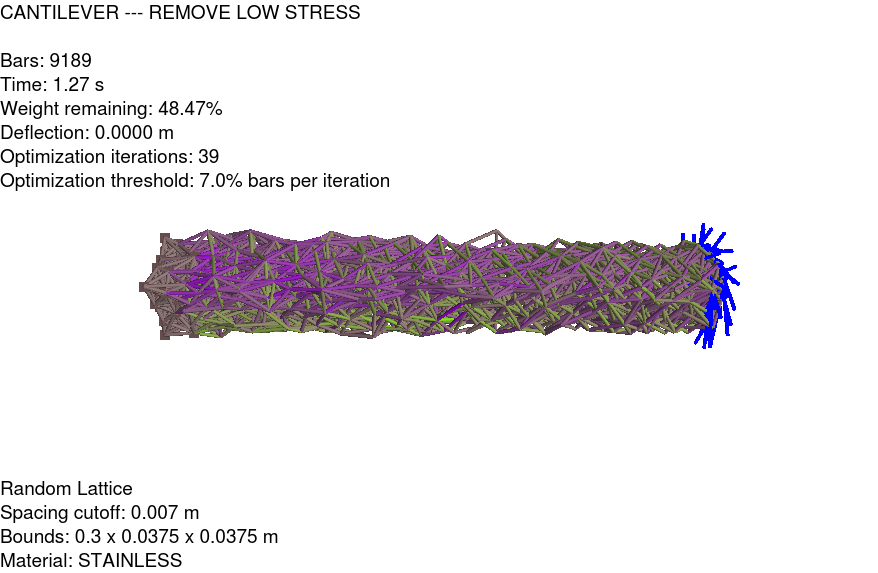 CANTILEVER --- REMOVE LOW STRESS
Bars: 9189
Time: 1.27 s
Weight remaining: 48.47%
Deflection: 0.0000 m
Optimization iterations: 39
Optimization threshold: 7.0% bars per iteration
Random Lattice
Spacing cutoff: 0.007 m
Bounds: 0.3 x 0.0375 x 0.0375 m
Material: STAINLESS